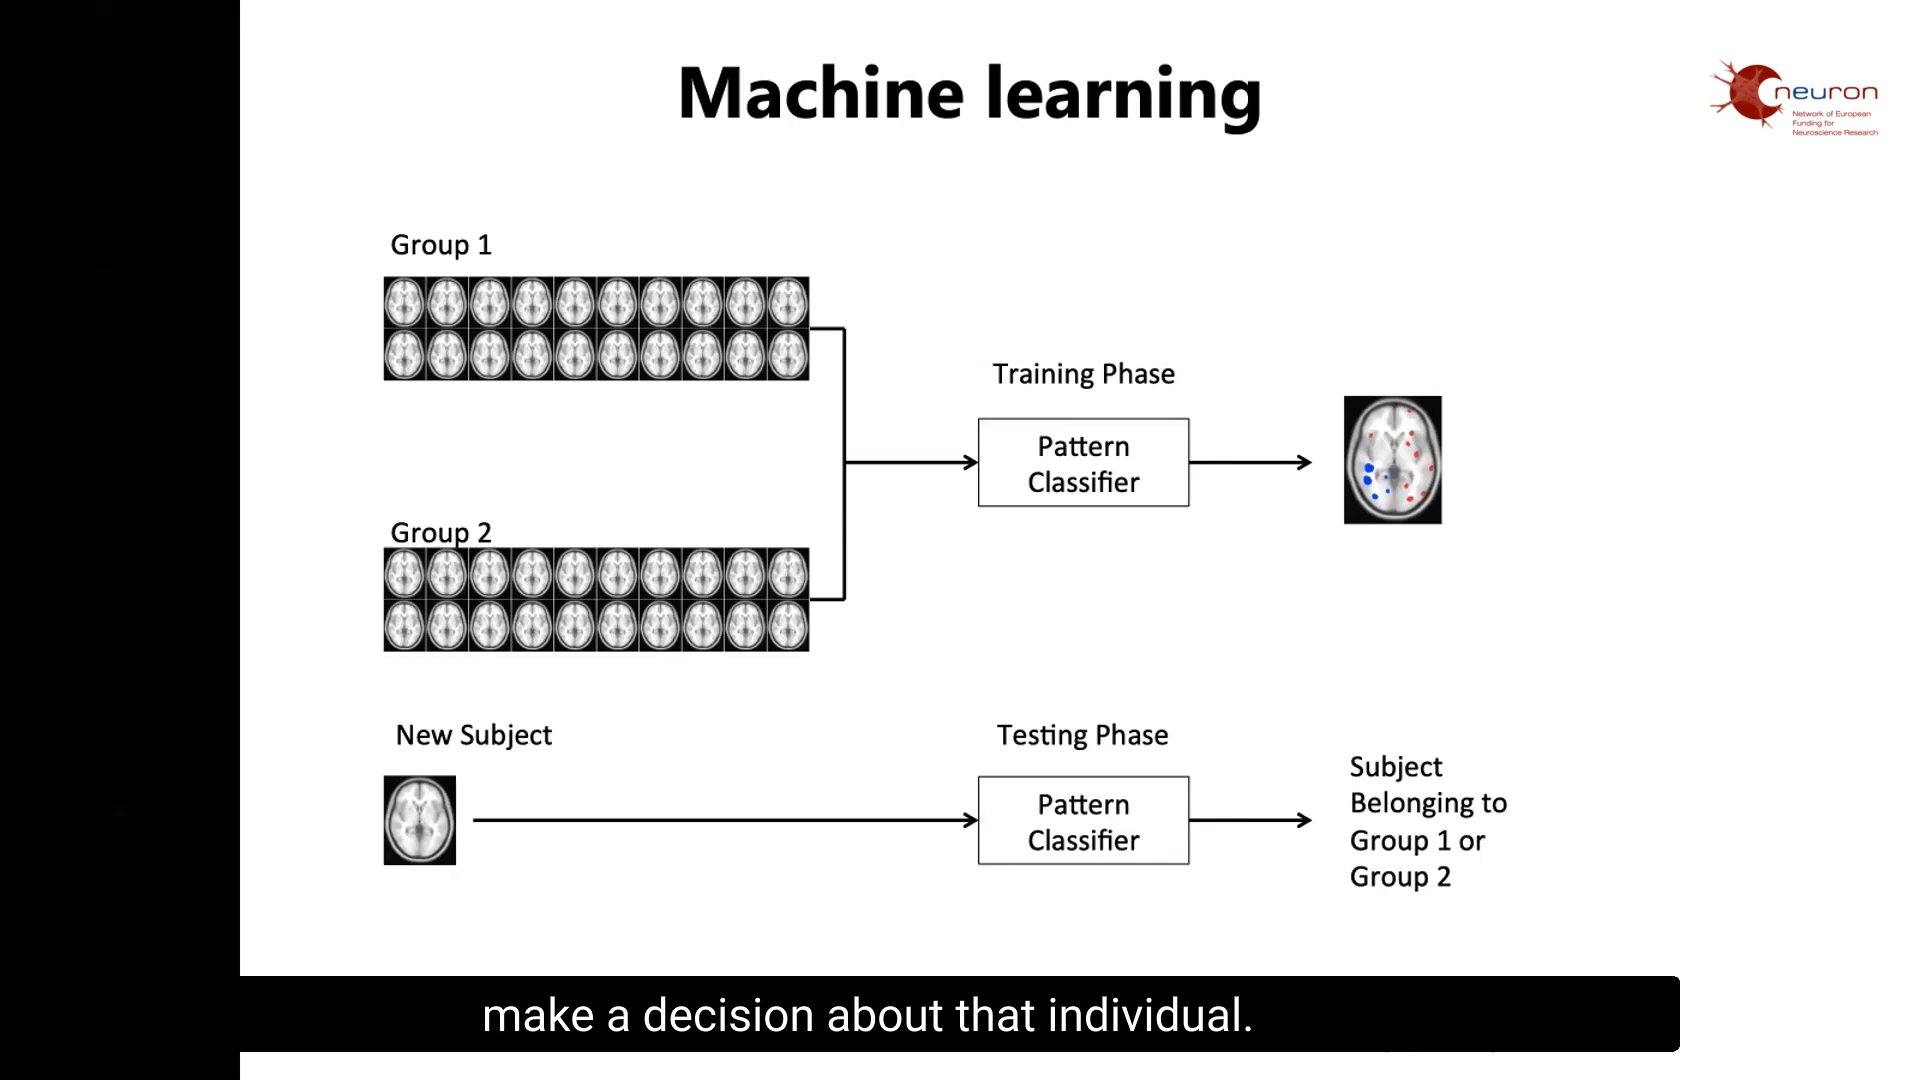 Machine learning
neuron
Network of European
Funding for
Neuroscience Research
Group 1
Training Phase
Pattern
Classifier
Group 2
New Subject
Testing Phase
Pattern
Classifier
Subject
Belonging to
Group 1 or
Group 2
make a decision about that individual.